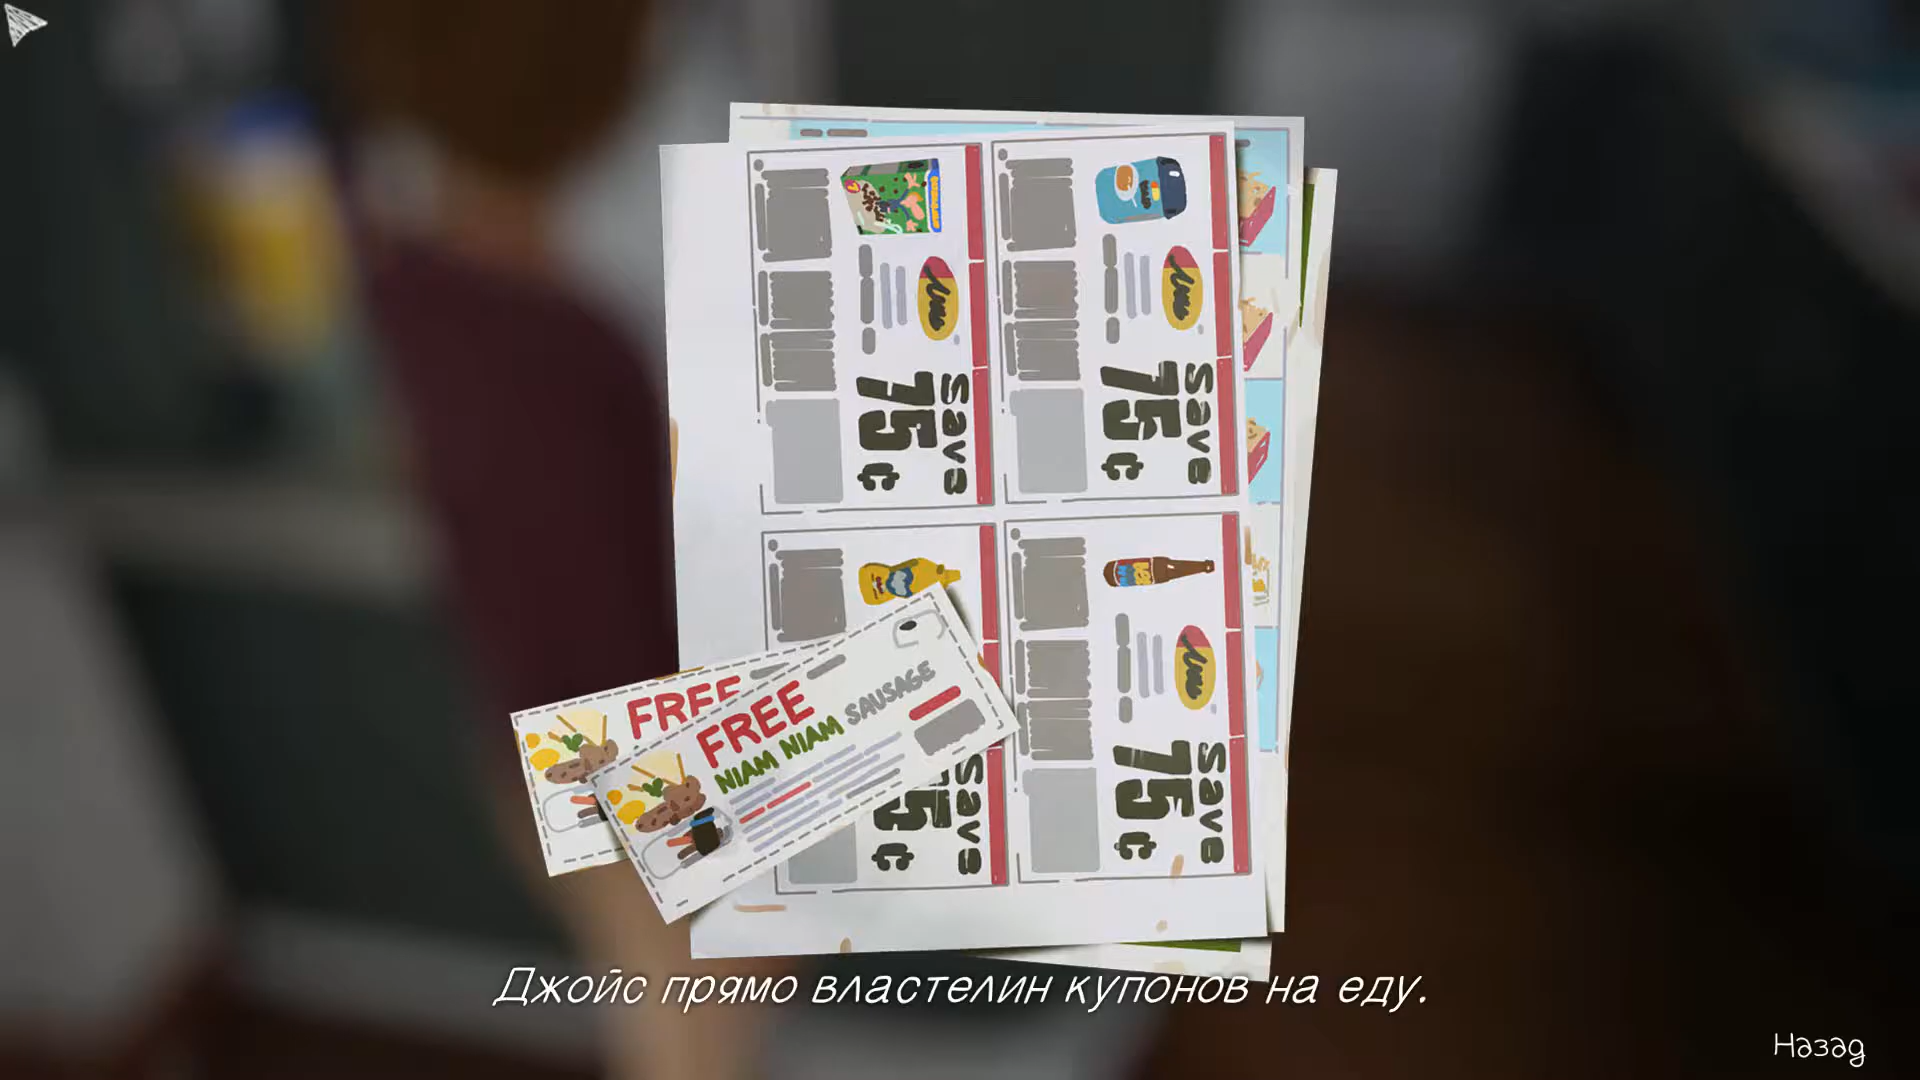 Save
75¢
Save
75¢
Save
75¢
Save
5¢
FREE
FREE
NIAM NIAM SAUSAGE
Джойс прямо властелин купонов на еду.
Назад